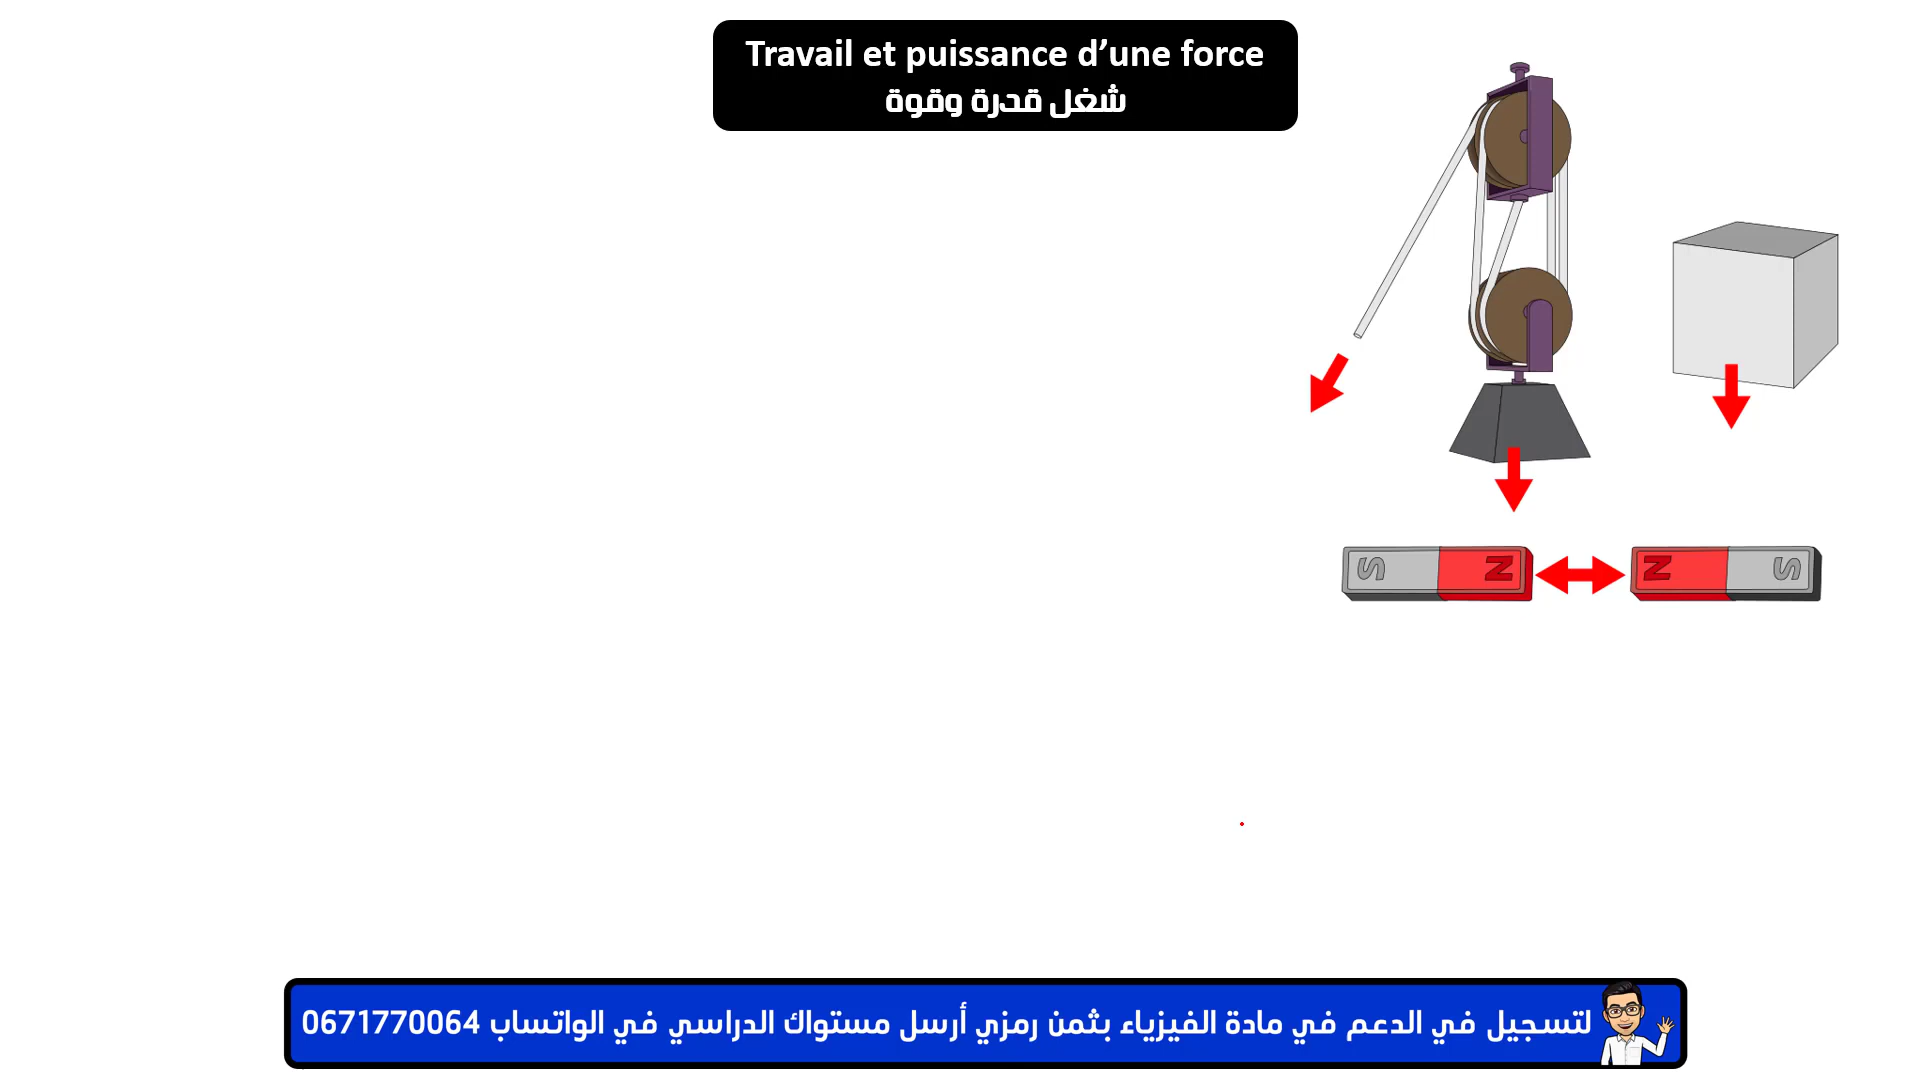 Travail et puissance d’une force
شغل قدرة وقوة
S N N S
لتسجيل في الدعم في مادة الفيزياء بثمن رمزي أرسل مستواك الدراسي في الواتساب 0671770064